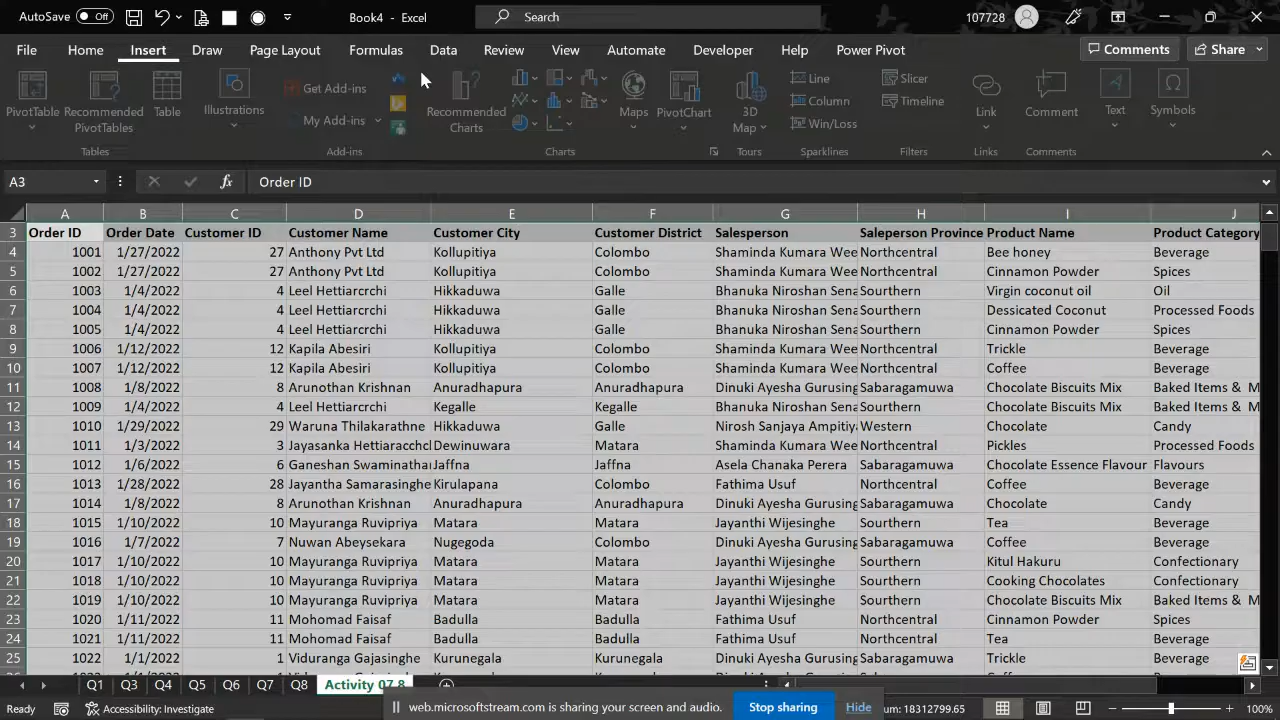 AutoSave Off Book4 - Excel Search 107728
File Home Insert Draw Page Layout Formulas Data Review View Automate Developer Help Power Pivot Comments Share
PivotTable Recommended PivotTables Table Illustrations Get Add-ins My Add-ins Recommended Charts Maps PivotChart 3D Map Line Column Win/Loss Slicer Timeline Link Comment Text Symbols
Tables Add-ins Charts Tours Sparklines Filters Links Comments
A3 fx Order ID
A B C D E F G H I J
3 Order ID Order Date Customer ID Customer Name Customer City Customer District Salesperson Saleperson Province Product Name Product Category
4 1001 1/27/2022 27 Anthony Pvt Ltd Kollupitiya Colombo Shaminda Kumara Wee Northcentral Bee honey Beverage
5 1002 1/27/2022 27 Anthony Pvt Ltd Kollupitiya Colombo Shaminda Kumara Wee Northcentral Cinnamon Powder Spices
6 1003 1/4/2022 4 Leel Hettiarcrchi Hikkaduwa Galle Bhanuka Niroshan Sena Sourthern Virgin coconut oil Oil
7 1004 1/4/2022 4 Leel Hettiarcrchi Hikkaduwa Galle Bhanuka Niroshan Sena Sourthern Dessicated Coconut Processed Foods
8 1005 1/4/2022 4 Leel Hettiarcrchi Hikkaduwa Galle Bhanuka Niroshan Sena Sourthern Cinnamon Powder Spices
9 1006 1/12/2022 12 Kapila Abesiri Kollupitiya Colombo Shaminda Kumara Wee Northcentral Trickle Beverage
10 1007 1/12/2022 12 Kapila Abesiri Kollupitiya Colombo Shaminda Kumara Wee Northcentral Coffee Beverage
11 1008 1/8/2022 8 Arunothan Krishnan Anuradhapura Anuradhapura Dinuki Ayesha Gurusing Sabaragamuwa Chocolate Biscuits Mix Baked Items & M
12 1009 1/4/2022 4 Leel Hettiarcrchi Kegalle Kegalle Bhanuka Niroshan Sena Sourthern Chocolate Biscuits Mix Baked Items & M
13 1010 1/29/2022 29 Waruna Thilakarathne Hikkaduwa Galle Nirosh Sanjaya Ampitiy Western Chocolate Candy
14 1011 1/3/2022 3 Jayasanka Hettiaracchcl Dewinuwara Matara Shaminda Kumara Wee Northcentral Pickles Processed Foods
15 1012 1/6/2022 6 Ganeshan Swaminatha Jaffna Jaffna Asela Chanaka Perera Sabaragamuwa Chocolate Essence Flavour Flavours
16 1013 1/28/2022 28 Jayantha Samarasinghe Kirulapana Colombo Fathima Usuf Northcentral Coffee Beverage
17 1014 1/8/2022 8 Arunothan Krishnan Anuradhapura Anuradhapura Dinuki Ayesha Gurusing Sabaragamuwa Chocolate Candy
18 1015 1/10/2022 10 Mayuranga Ruvipriya Matara Matara Jayanthi Wijesinghe Sourthern Tea Beverage
19 1016 1/7/2022 7 Nuwan Abeysekara Nugegoda Colombo Dinuki Ayesha Gurusing Sabaragamuwa Coffee Beverage
20 1017 1/10/2022 10 Mayuranga Ruvipriya Matara Matara Jayanthi Wijesinghe Sourthern Kitul Hakuru Confectionary
21 1018 1/10/2022 10 Mayuranga Ruvipriya Matara Matara Jayanthi Wijesinghe Sourthern Cooking Chocolates Confectionary
22 1019 1/10/2022 10 Mayuranga Ruvipriya Matara Matara Jayanthi Wijesinghe Sourthern Chocolate Biscuits Mix Baked Items & M
23 1020 1/11/2022 11 Mohomad Faisaf Badulla Badulla Fathima Usuf Northcentral Cinnamon Powder Spices
24 1021 1/11/2022 11 Mohomad Faisaf Badulla Badulla Fathima Usuf Northcentral Tea Beverage
25 1022 1/1/2022 1 Viduranga Gajasinghe Kurunegala Kurunegala Dinuki Ayesha Gurusing Sabaragamuwa Trickle Beverage
Q1 Q3 Q4 Q5 Q6 Q7 Q8 Activity 07.8
Ready Accessibility: Investigate web.microsoftstream.com is sharing your screen and audio. Stop sharing Hide um: 18312799.65 100%